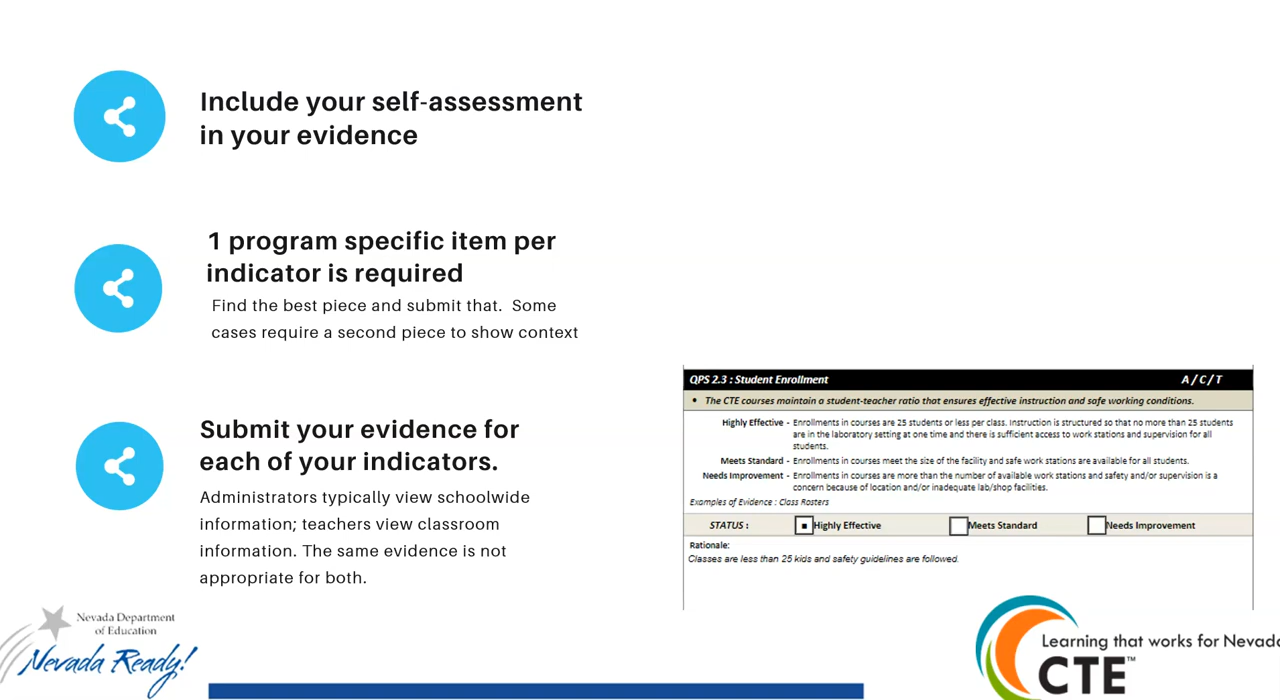 Include your self-assessment
in your evidence
1 program specific item per
indicator is required
Find the best piece and submit that. Some
cases require a second piece to show context
Submit your evidence for
each of your indicators.
Administrators typically view schoolwide
information; teachers view classroom
information. The same evidence is not
appropriate for both.
QPS 2.3 : Student Enrollment A / C / T
• The CTE courses maintain a student-teacher ratio that ensures effective instruction and safe working conditions.
Highly Effective - Enrollments in courses are 25 students or less per class. Instruction is structured so that no more than 25 students
are in the laboratory setting at one time and there is sufficient access to work stations and supervision for all
students.
Meets Standard - Enrollments in courses meet the size of the facility and safe work stations are available for all students.
Needs Improvement - Enrollments in courses are more than the number of available work stations and safety and/or supervision is a
concern because of location and/or inadequate lab/shop facilities.
Examples of Evidence : Class Rosters
STATUS : Highly Effective Meets Standard Needs Improvement
Rationale:
Classes are less than 25 kids and safety guidelines are followed.
Nevada Department
of Education
Nevada Ready!
Learning that works for Nevada
CTE™